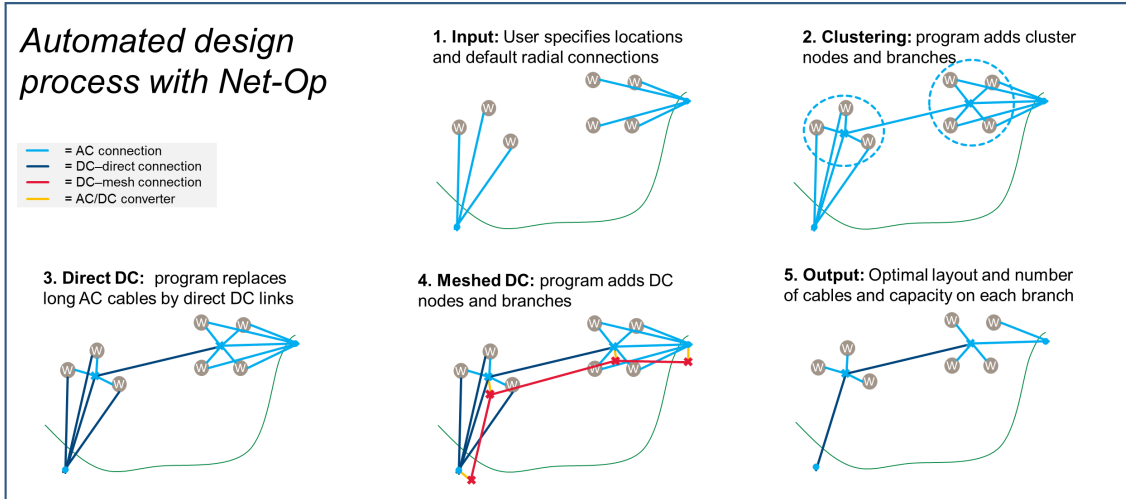 Automated design
process with Net-Op
= AC connection
= DC–direct connection
= DC–mesh connection
= AC/DC converter
1. Input: User specifies locations
and default radial connections
W
W
W
W
W
W
W
2. Clustering: program adds cluster
nodes and branches
W
W
W
W
W
W
W
3. Direct DC: program replaces
long AC cables by direct DC links
W
W
W
W
W
W
W
4. Meshed DC: program adds DC
nodes and branches
W
W
W
W
W
W
W
5. Output: Optimal layout and number
of cables and capacity on each branch
W
W
W
W
W
W
W